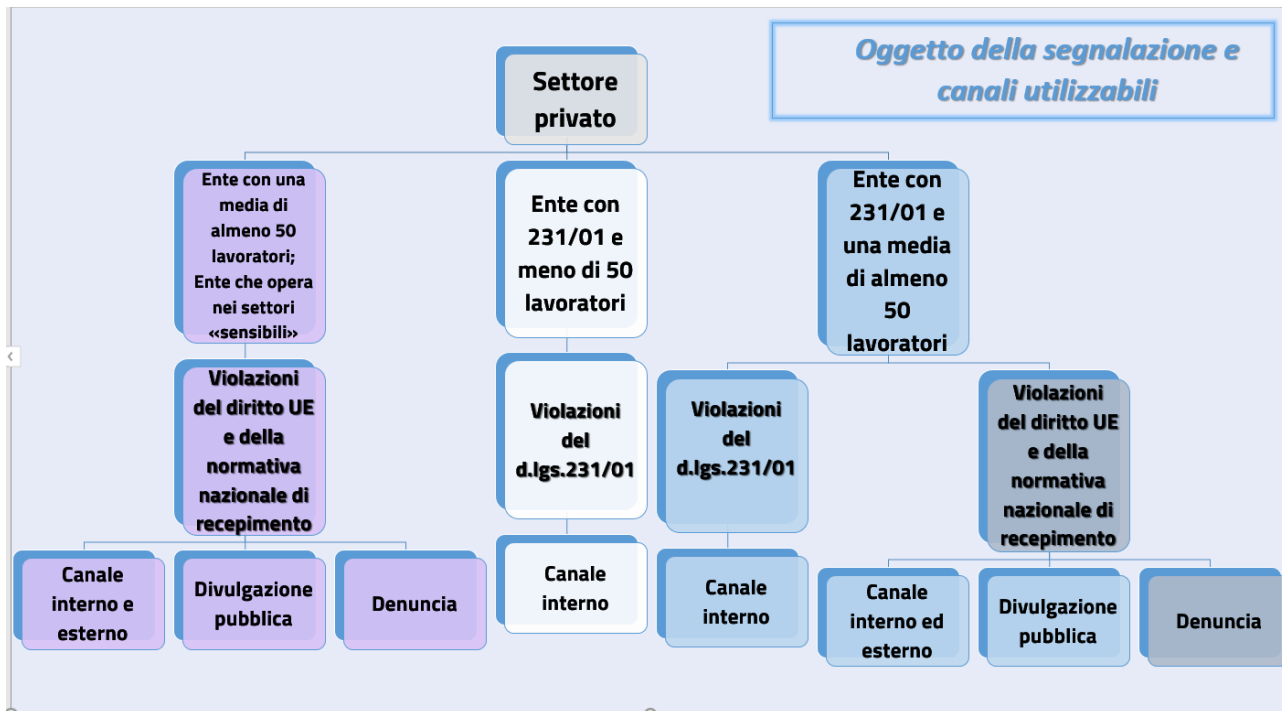 Oggetto della segnalazione e
canali utilizzabili
Settore
privato
Ente con una
media di
almeno 50
lavoratori;
Ente che opera
nei settori
«sensibili»
Ente con
231/01 e
meno di 50
lavoratori
Ente con
231/01 e
una media
di almeno
50
lavoratori
Violazioni
del diritto UE
e della
normativa
nazionale di
recepimento
Violazioni
del
d.lgs.231/01
Violazioni
del
d.lgs.231/01
Violazioni
del diritto UE
e della
normativa
nazionale di
recepimento
Canale
interno e
esterno
Divulgazione
pubblica
Denuncia
Canale
interno
Canale
interno
Canale
interno ed
esterno
Divulgazione
pubblica
Denuncia